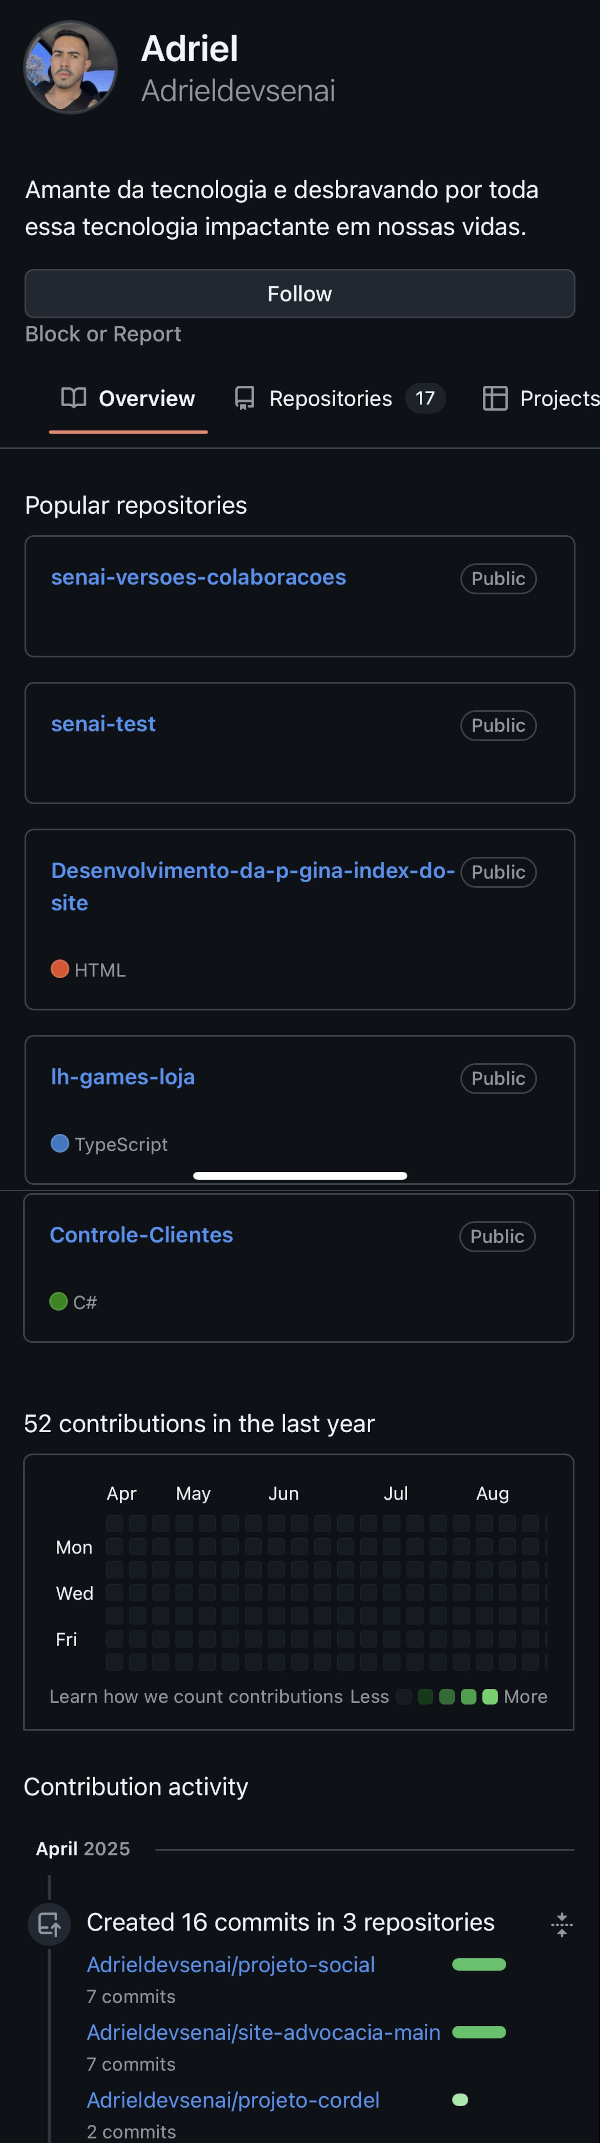 Adriel
Adrieldevsenai
Amante da tecnologia e desbravando por toda
essa tecnologia impactante em nossas vidas.
Follow
Block or Report
Overview Repositories 17 Projects
Popular repositories
senai-versoes-colaboracoes Public
senai-test Public
Desenvolvimento-da-p-gina-index-do- Public
site
HTML
lh-games-loja Public
TypeScript
Controle-Clientes Public
C#
52 contributions in the last year
Apr May Jun Jul Aug
Mon
Wed
Fri
Learn how we count contributions Less More
Contribution activity
April 2025
Created 16 commits in 3 repositories
Adrieldevsenai/projeto-social
7 commits
Adrieldevsenai/site-advocacia-main
7 commits
Adrieldevsenai/projeto-cordel
2 commits